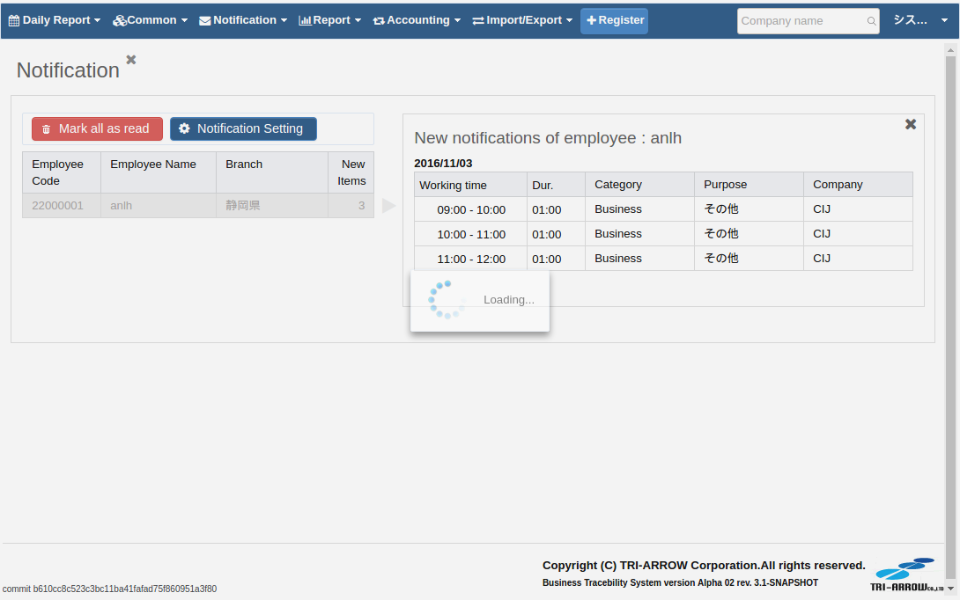 Daily Report Common Notification Report Accounting Import/Export Register Company name シス...
Notification
Mark all as read Notification Setting
Employee Code Employee Name Branch New Items
22000001 anlh 静岡県 3
New notifications of employee : anlh
2016/11/03
Working time Dur. Category Purpose Company
09:00 - 10:00 01:00 Business その他 CIJ
10:00 - 11:00 01:00 Business その他 CIJ
11:00 - 12:00 01:00 Business その他 CIJ
Loading...
Copyright (C) TRI-ARROW Corporation.All rights reserved.
Business Tracebility System version Alpha 02 rev. 3.1-SNAPSHOT
TRI-ARROW CO.,LTD
commit b610cc8c523c3bc11ba41fafad75f860951a3f80